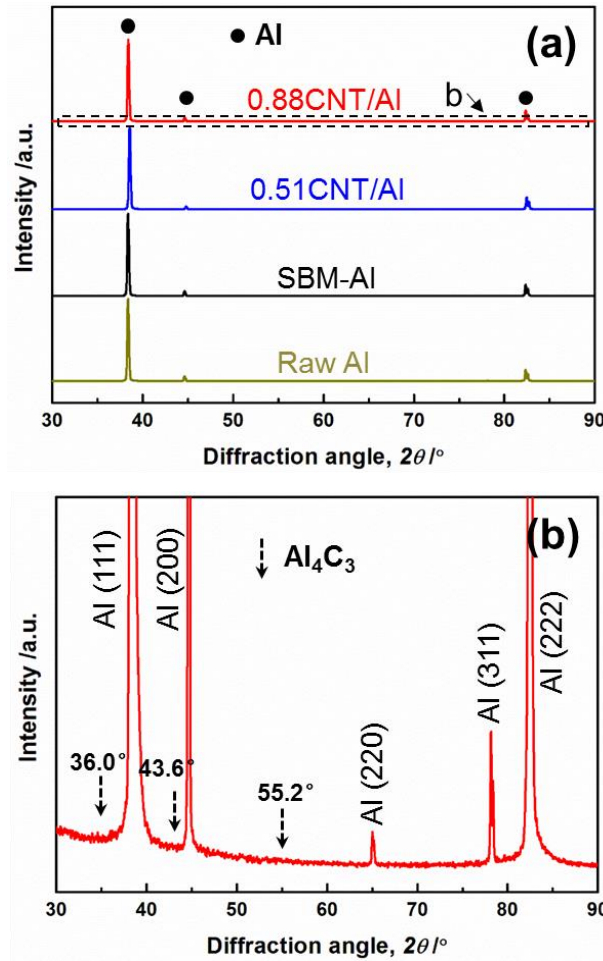 ● Al
(a)
0.88CNT/Al
b
0.51CNT/Al
SBM-Al
Raw Al
Intensity /a.u.
30 40 50 60 70 80 90
Diffraction angle, 2θ /°
(b)
Al (111)
Al (200)
Al₄C₃
36.0°
43.6°
55.2°
Al (220)
Al (311)
Al (222)
Intensity /a.u.
30 40 50 60 70 80 90
Diffraction angle, 2θ /°